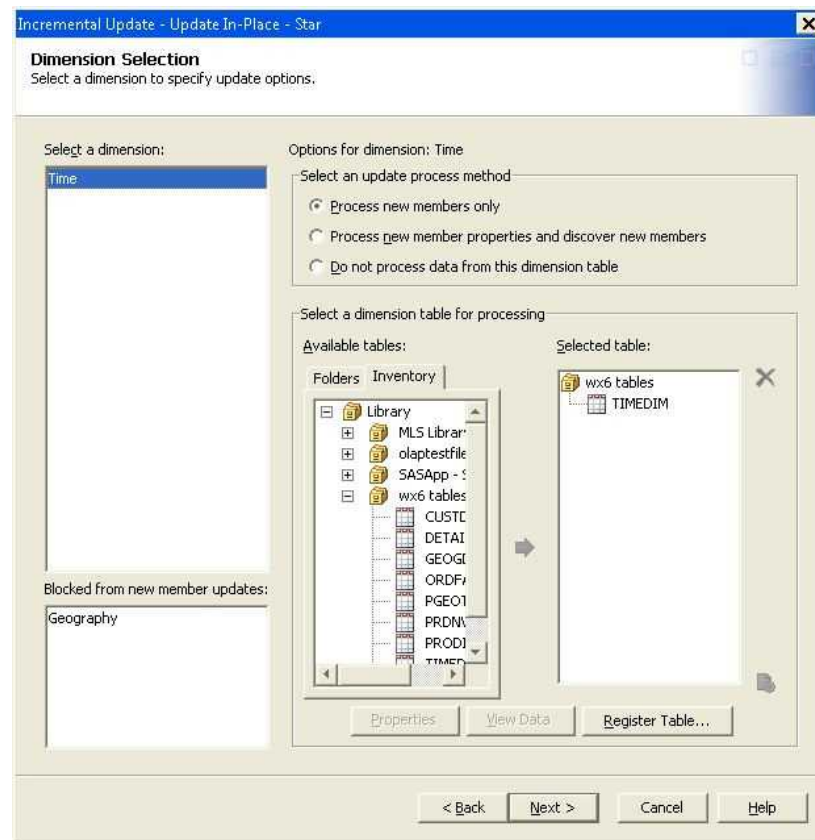 Incremental Update - Update In-Place - Star
Dimension Selection
Select a dimension to specify update options.
Select a dimension:
Time
Blocked from new member updates:
Geography
Options for dimension: Time
Select an update process method
Process new members only
Process new member properties and discover new members
Do not process data from this dimension table
Select a dimension table for processing
Available tables:
Folders Inventory
Library
MLS Librar
olaptestfile
SASApp - S
wx6 tables
CUSTD
DETAI
GEOGD
ORDFA
PGEOT
PRDNV
PRODI
TIMED
Selected table:
wx6 tables
TIMEDIM
Properties View Data Register Table...
< Back Next > Cancel Help